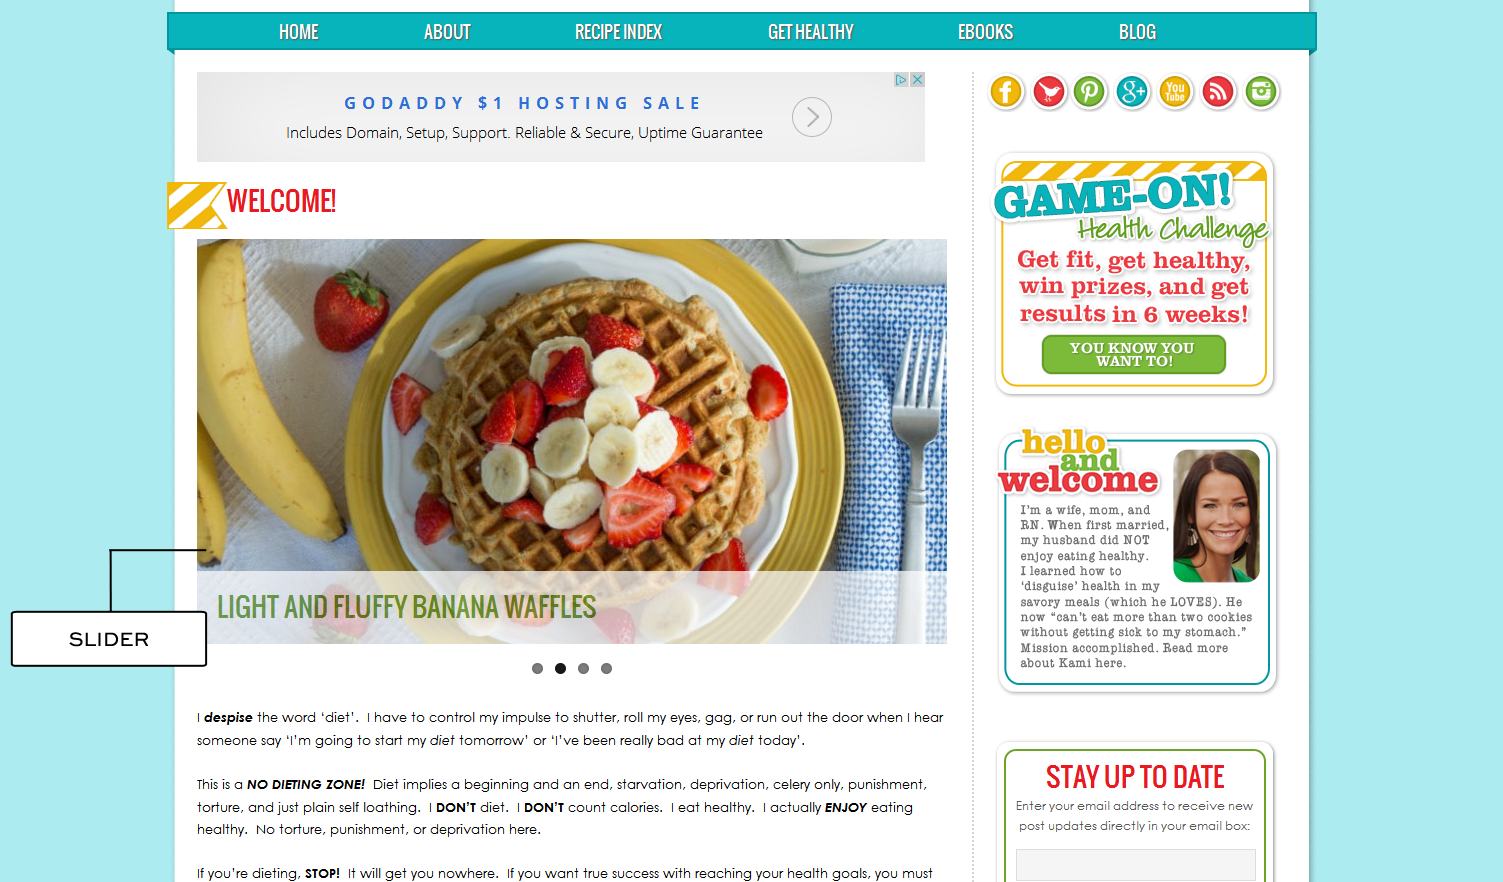 HOME ABOUT RECIPE INDEX GET HEALTHY EBOOKS BLOG
GODADDY $1 HOSTING SALE
Includes Domain, Setup, Support. Reliable & Secure, Uptime Guarantee
WELCOME!
LIGHT AND FLUFFY BANANA WAFFLES
SLIDER
I despise the word ‘diet’. I have to control my impulse to shutter, roll my eyes, gag, or run out the door when I hear
someone say ‘I’m going to start my diet tomorrow’ or ‘I’ve been really bad at my diet today’.
This is a NO DIETING ZONE! Diet implies a beginning and an end, starvation, deprivation, celery only, punishment,
torture, and just plain self loathing. I DON’T diet. I DON’T count calories. I eat healthy. I actually ENJOY eating
healthy. No torture, punishment, or deprivation here.
If you’re dieting, STOP! It will get you nowhere. If you want true success with reaching your health goals, you must
f
g+
You
Tube
GAME-ON!
Health Challenge
Get fit, get healthy,
win prizes, and get
results in 6 weeks!
YOU KNOW YOU
WANT TO!
hello
and
welcome
I’m a wife, mom, and
RN. When first married,
my husband did NOT
enjoy eating healthy.
I learned how to
‘disguise’ health in my
savory meals (which he LOVES). He
now “can’t eat more than two cookies
without getting sick to my stomach.”
Mission accomplished. Read more
about Kami here.
STAY UP TO DATE
Enter your email address to receive new
post updates directly in your email box: